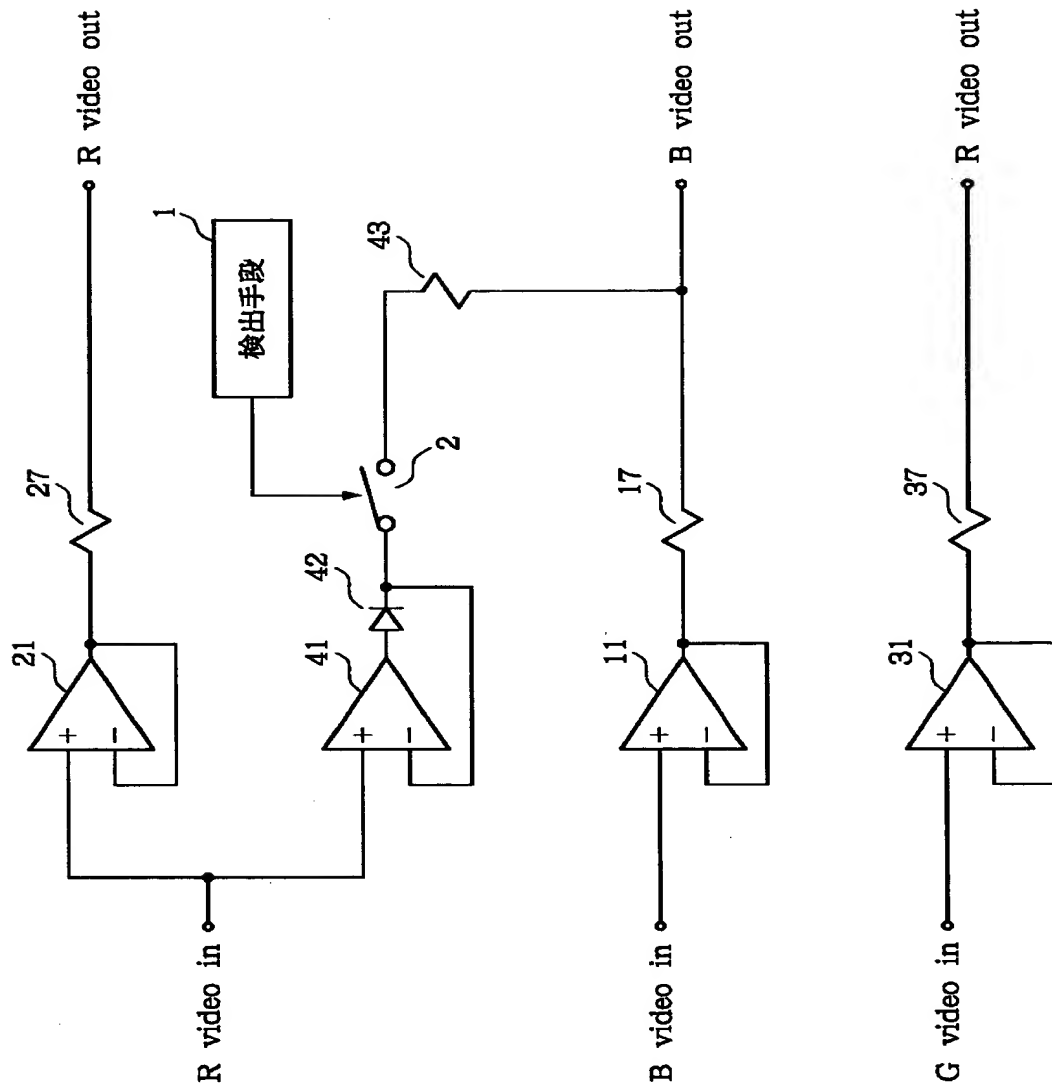 R video in
21
+
−
27
R video out
1
検出手段
41
+
−
42
2
43
B video in
11
+
−
17
B video out
G video in
31
+
−
37
R video out